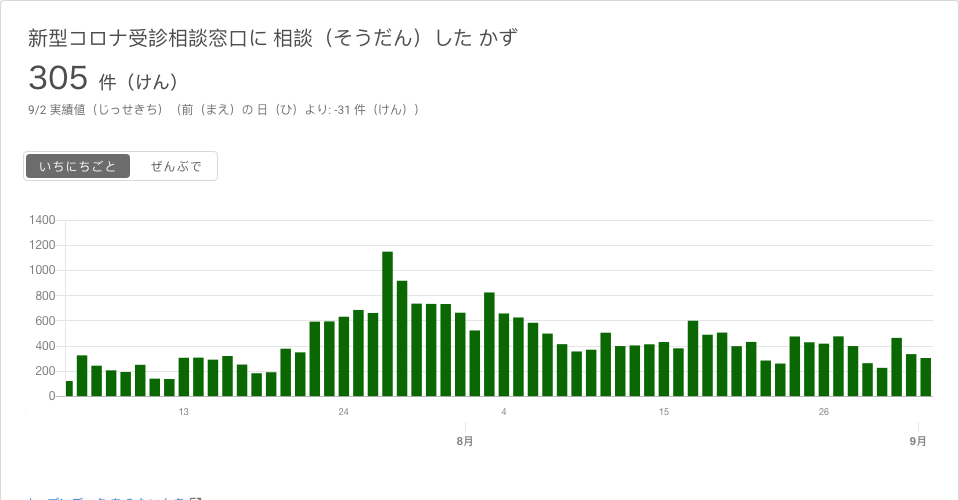 新型コロナ受診相談窓口に 相談（そうだん）した かず
305 件（けん）
9/2 実績値（じっせきち）（前（まえ）の 日（ひ）より: -31 件（けん））
いちにちごと ぜんぶで
1400
1200
1000
800
600
400
200
0
13 24 4 15 26
8月 9月